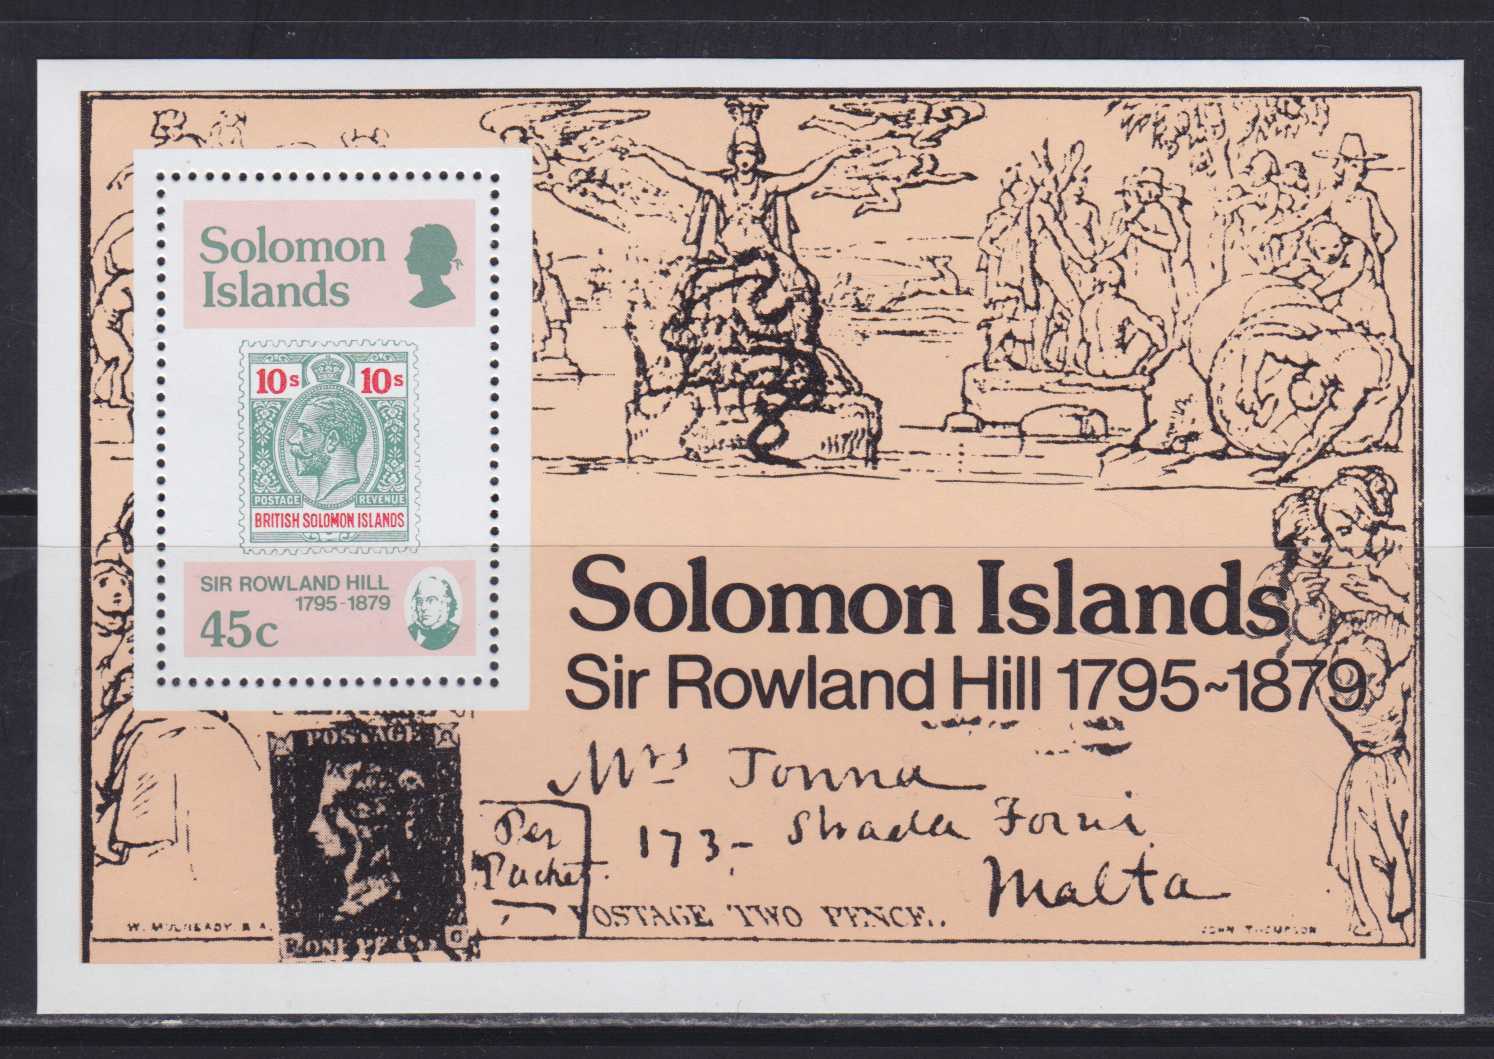 Solomon
Islands
10s 10s
POSTAGE REVENUE
BRITISH SOLOMON ISLANDS
SIR ROWLAND HILL
1795-1879
45c
Solomon Islands
Sir Rowland Hill 1795~1879
POSTAGE
Mrs Tonna
Per
Packet
173- Strada Forni
Malta
POSTAGE TWO PENCE.
W. MULREADY, R.A.
JOHN THOMPSON
ONE PENCE